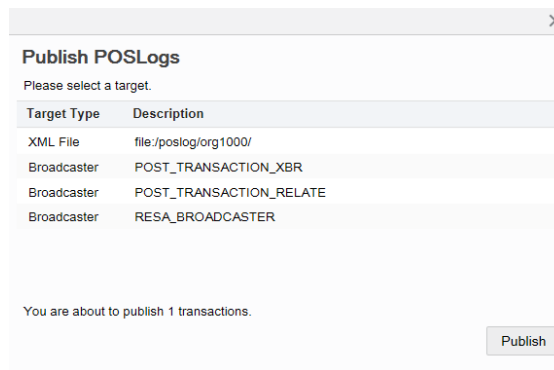 Publish POSLogs
Please select a target.
Target Type Description
XML File file:/poslog/org1000/
Broadcaster POST_TRANSACTION_XBR
Broadcaster POST_TRANSACTION_RELATE
Broadcaster RESA_BROADCASTER
You are about to publish 1 transactions.
Publish